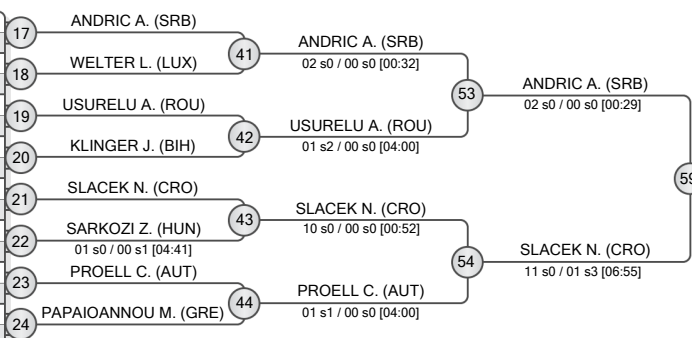 17
ANDRIC A. (SRB)
18
WELTER L. (LUX)
41
ANDRIC A. (SRB)
02 s0 / 00 s0 [00:32]
19
USURELU A. (ROU)
20
KLINGER J. (BIH)
42
USURELU A. (ROU)
01 s2 / 00 s0 [04:00]
53
ANDRIC A. (SRB)
02 s0 / 00 s0 [00:29]
21
SLACEK N. (CRO)
22
SARKOZI Z. (HUN)
01 s0 / 00 s1 [04:41]
43
SLACEK N. (CRO)
10 s0 / 00 s0 [00:52]
23
PROELL C. (AUT)
24
PAPAIOANNOU M. (GRE)
44
PROELL C. (AUT)
01 s1 / 00 s0 [04:00]
54
SLACEK N. (CRO)
11 s0 / 01 s3 [06:55]
59